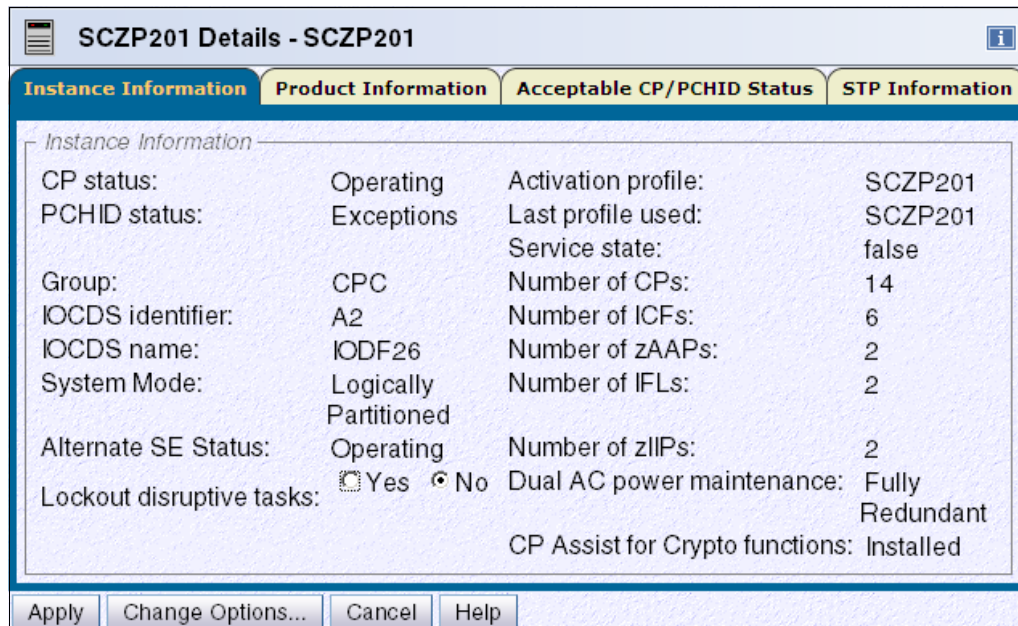 SCZP201 Details - SCZP201
i
Instance Information Product Information Acceptable CP/PCHID Status STP Information
Instance Information
CP status: Operating Activation profile: SCZP201
PCHID status: Exceptions Last profile used: SCZP201
Service state: false
Group: CPC Number of CPs: 14
IOCDS identifier: A2 Number of ICFs: 6
IOCDS name: IODF26 Number of zAAPs: 2
System Mode: Logically Number of IFLs: 2
Partitioned
Alternate SE Status: Operating Number of zIIPs: 2
Lockout disruptive tasks: Yes No Dual AC power maintenance: Fully
Redundant
CP Assist for Crypto functions: Installed
Apply Change Options... Cancel Help